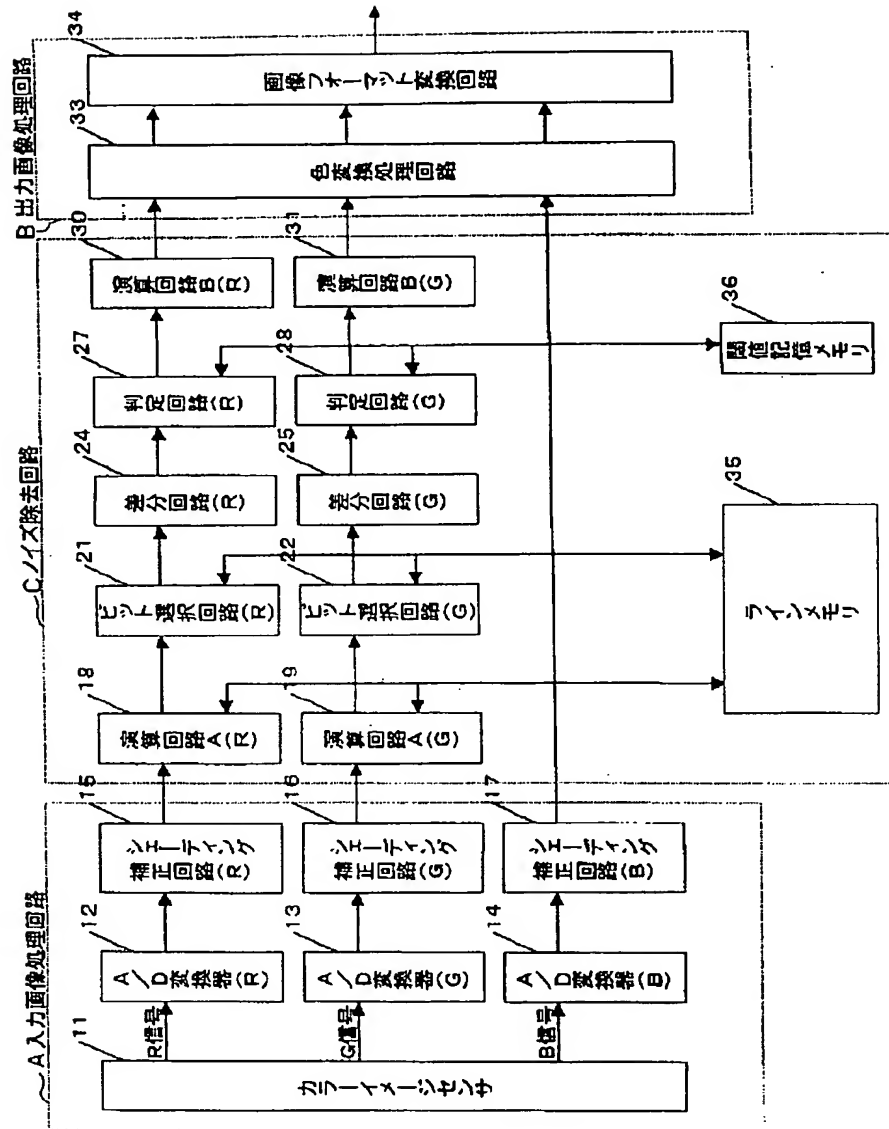 A 入力画像処理回路
11
カラーイメージセンサ
R信号
G信号
B信号
12
A/D変換器(R)
13
A/D変換器(G)
14
A/D変換器(B)
15
シェーディング
補正回路(R)
16
シェーディング
補正回路(G)
17
シェーディング
補正回路(B)
C ノイズ除去回路
18
演算回路A(R)
19
演算回路A(G)
21
ビット選択回路(R)
22
ビット選択回路(G)
24
差分回路(R)
25
差分回路(G)
27
判定回路(R)
28
判定回路(G)
30
演算回路B(R)
31
演算回路B(G)
35
ラインメモリ
36
閾値記憶メモリ
B 出力画像処理回路
33
色変換処理回路
34
画像フォーマット変換回路